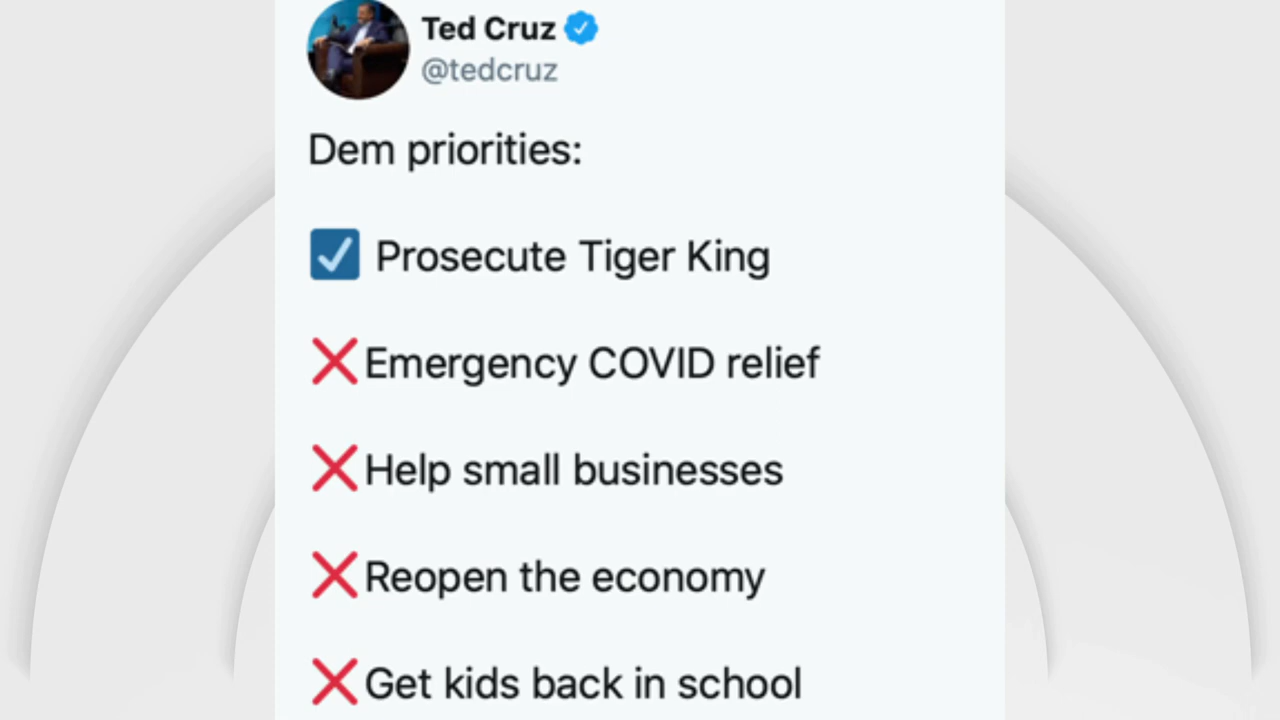 Ted Cruz
@tedcruz
Dem priorities:
☑️ Prosecute Tiger King
❌Emergency COVID relief
❌Help small businesses
❌Reopen the economy
❌Get kids back in school